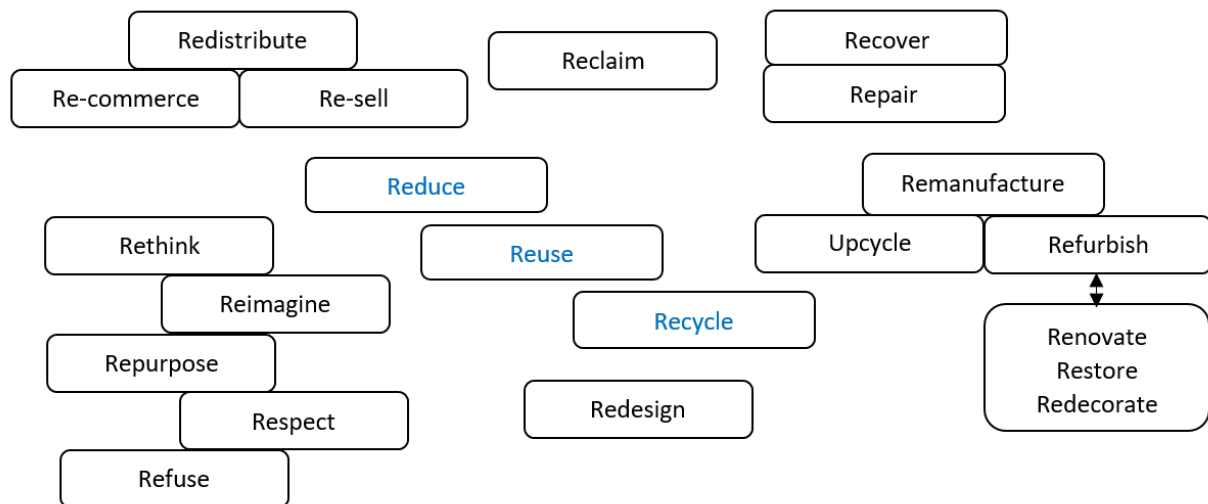 Redistribute
Re-commerce
Re-sell
Reclaim
Recover
Repair
Reduce
Reuse
Recycle
Rethink
Reimagine
Repurpose
Respect
Refuse
Redesign
Remanufacture
Upcycle
Refurbish
Renovate
Restore
Redecorate